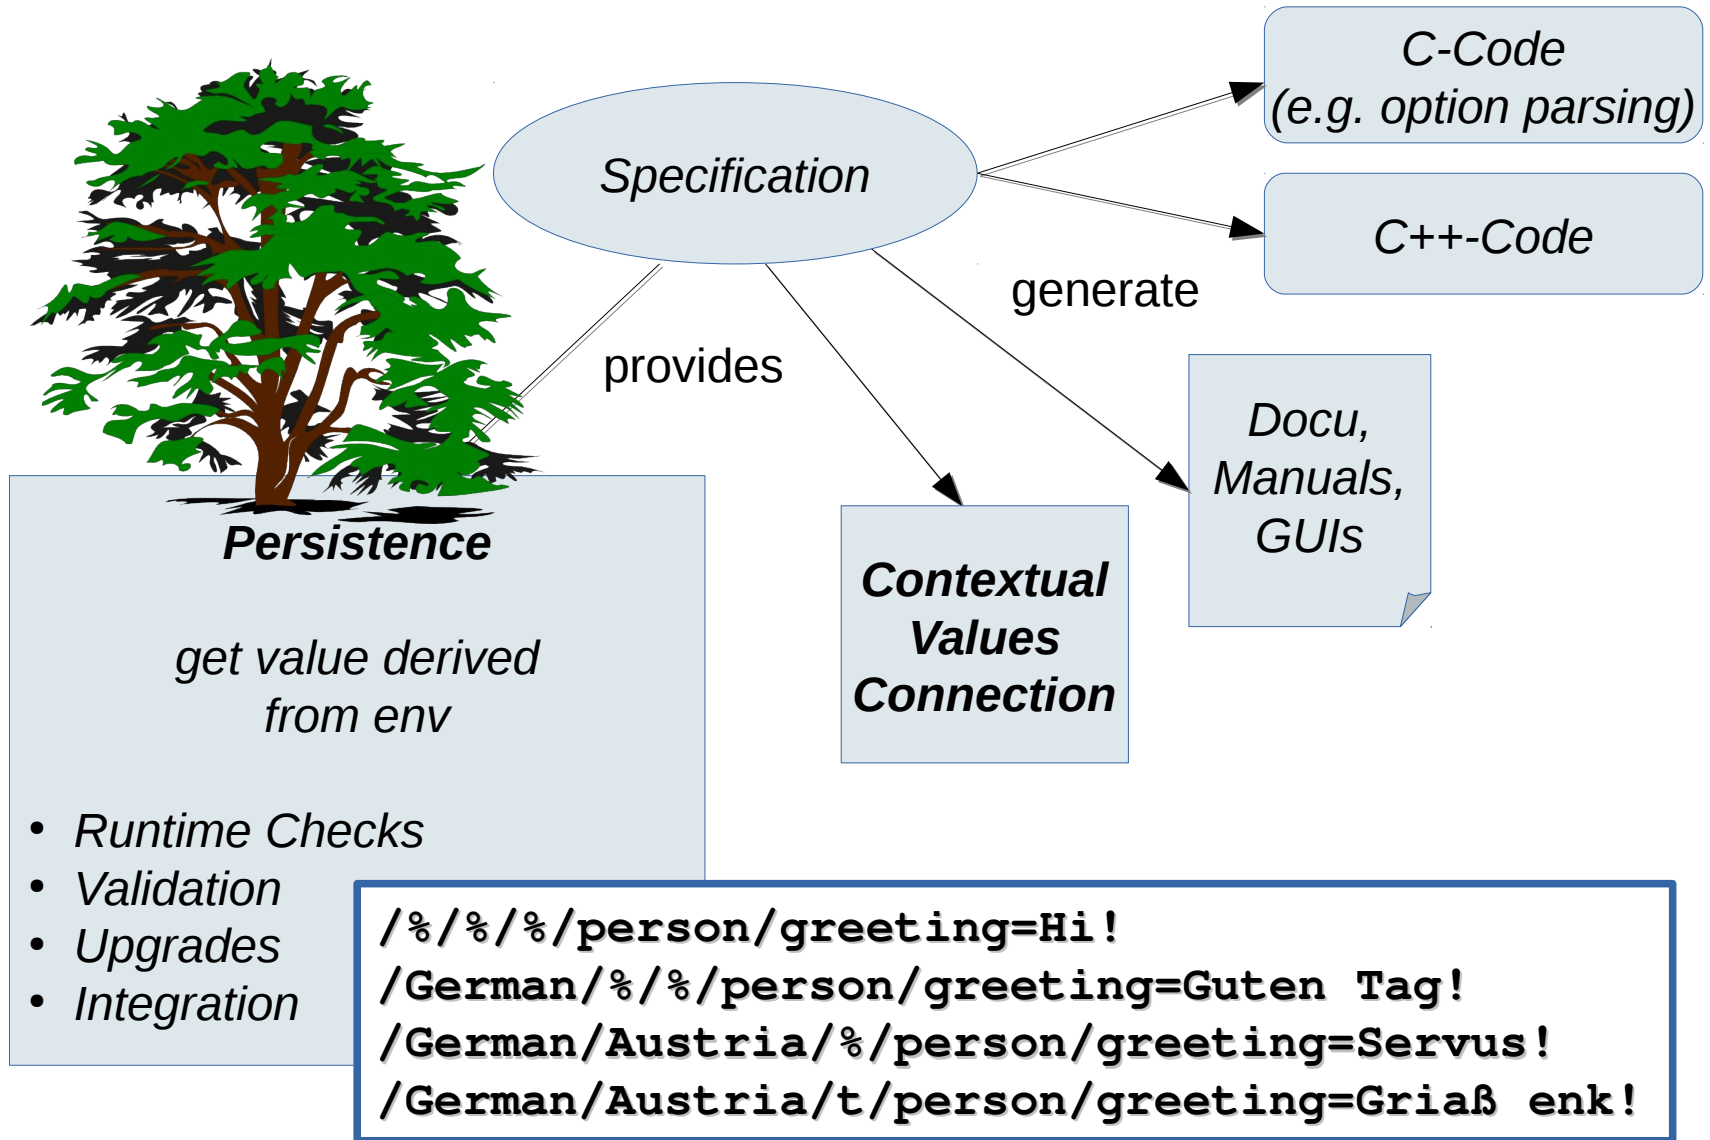 C-Code
(e.g. option parsing)
Specification
C++-Code
generate
provides
Docu,
Manuals,
GUIs
Persistence
get value derived
from env
Contextual
Values
Connection
• Runtime Checks
• Validation
• Upgrades
• Integration
/%/%/%/person/greeting=Hi!
/German/%/%/person/greeting=Guten Tag!
/German/Austria/%/person/greeting=Servus!
/German/Austria/t/person/greeting=Griaß enk!